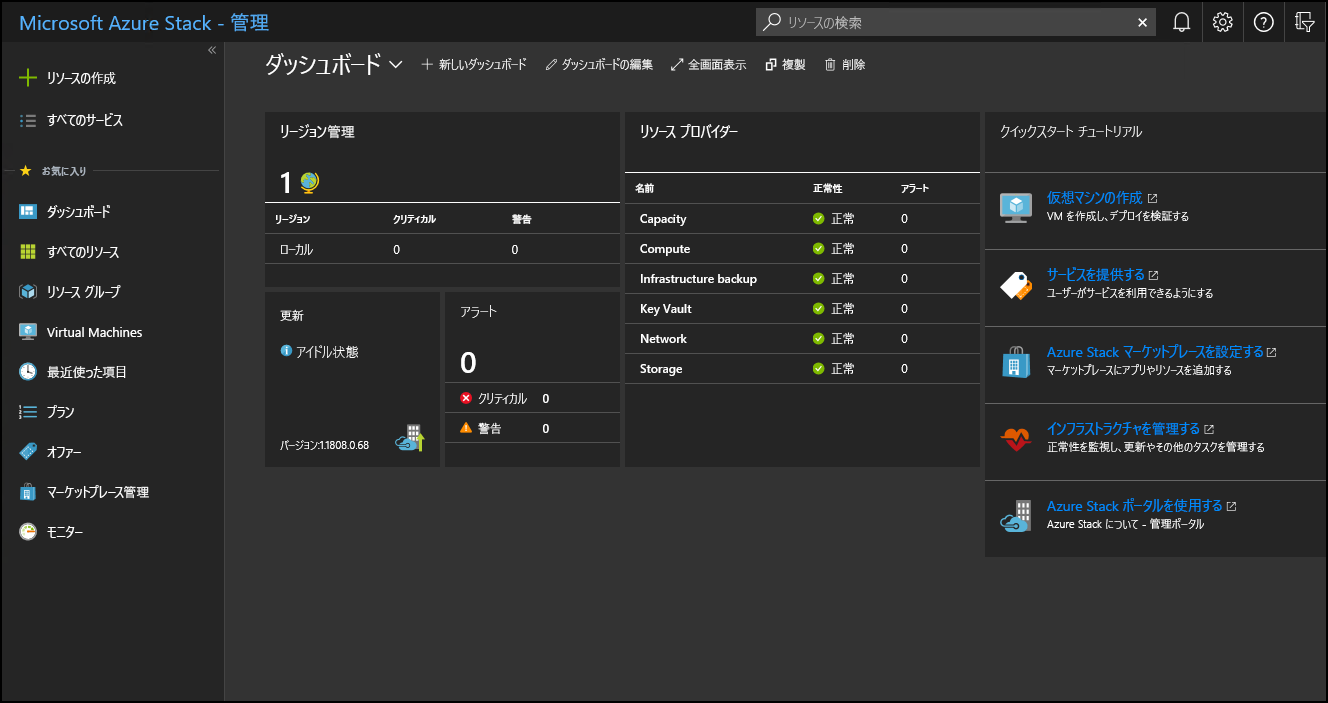 Microsoft Azure Stack - 管理
リソースの検索
リソースの作成
すべてのサービス
お気に入り
ダッシュボード
すべてのリソース
リソース グループ
Virtual Machines
最近使った項目
プラン
オファー
マーケットプレース管理
モニター
ダッシュボード
新しいダッシュボード
ダッシュボードの編集
全画面表示
複製
削除
リージョン管理
1
リージョン クリティカル 警告
ローカル 0 0
更新
アイドル状態
バージョン:1.1808.0.68
アラート
0
クリティカル 0
警告 0
リソース プロバイダー
名前 正常性 アラート
Capacity 正常 0
Compute 正常 0
Infrastructure backup 正常 0
Key Vault 正常 0
Network 正常 0
Storage 正常 0
クイックスタート チュートリアル
仮想マシンの作成
VM を作成し、デプロイを検証する
サービスを提供する
ユーザーがサービスを利用できるようにする
Azure Stack マーケットプレースを設定する
マーケットプレースにアプリやリソースを追加する
インフラストラクチャを管理する
正常性を監視し、更新やその他のタスクを管理する
Azure Stack ポータルを使用する
Azure Stack について - 管理ポータル